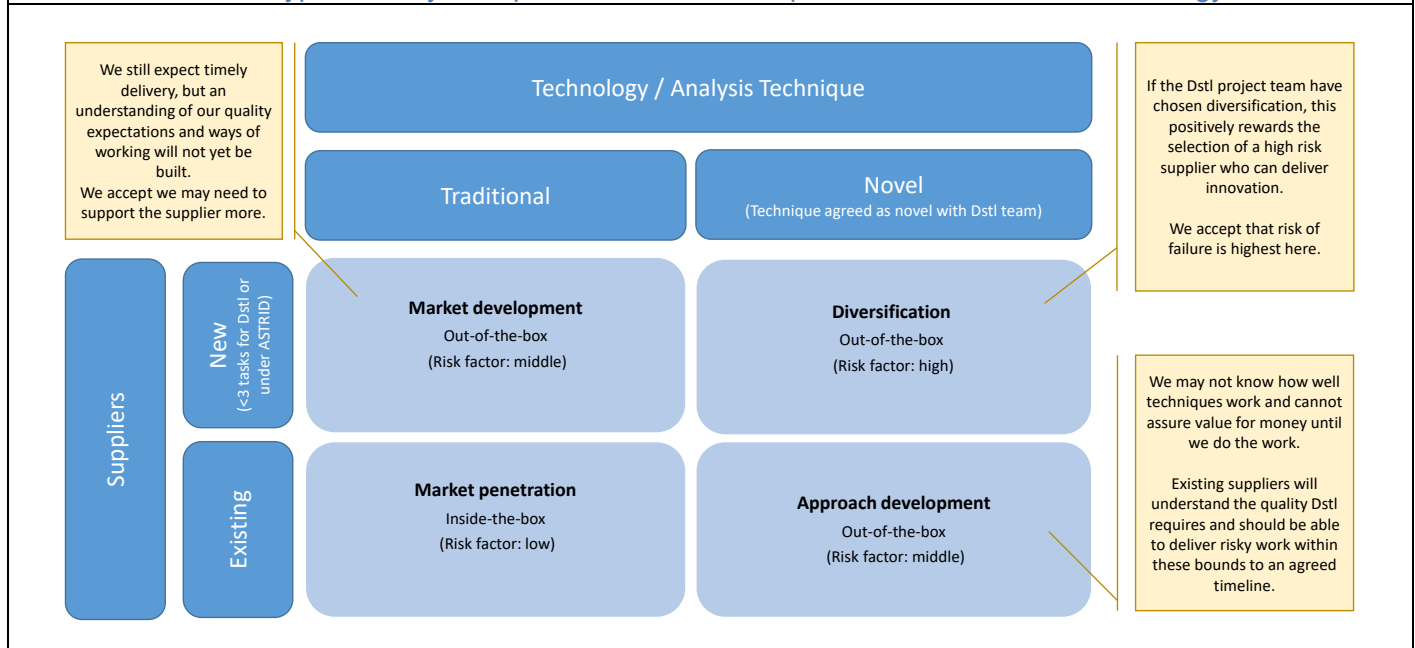 We still expect timely
delivery, but an
understanding of our quality
expectations and ways of
working will not yet be
built.
We accept we may need to
support the supplier more.
Technology / Analysis Technique
If the Dstl project team have
chosen diversification, this
positively rewards the
selection of a high risk
supplier who can deliver
innovation.
We accept that risk of
failure is highest here.
Traditional
Novel
(Technique agreed as novel with Dstl team)
Suppliers
New
(<3 tasks for Dstl or
under ASTRID)
Market development
Out-of-the-box
(Risk factor: middle)
Diversification
Out-of-the-box
(Risk factor: high)
Existing
Market penetration
Inside-the-box
(Risk factor: low)
Approach development
Out-of-the-box
(Risk factor: middle)
We may not know how well
techniques work and cannot
assure value for money until
we do the work.
Existing suppliers will
understand the quality Dstl
requires and should be able
to deliver risky work within
these bounds to an agreed
timeline.